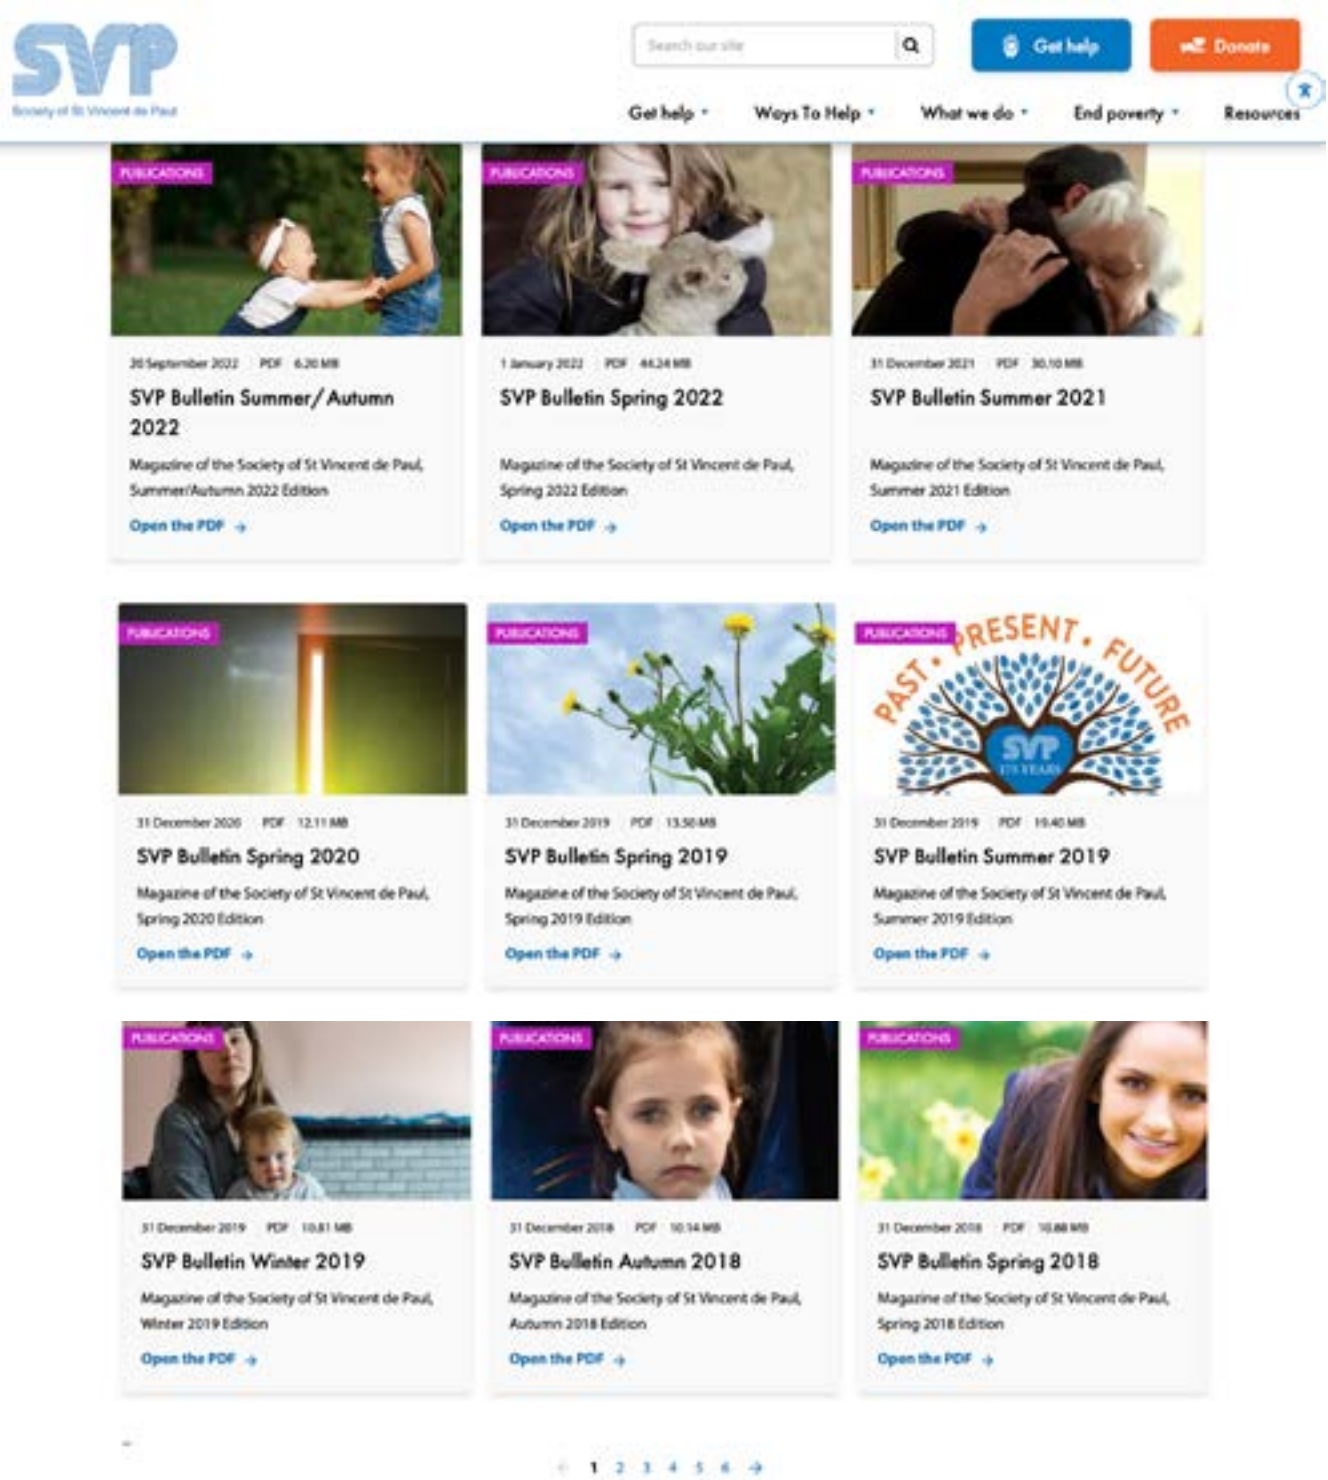 SVP
Society of St Vincent de Paul
Search our site
Get help
Donate
Get help
Ways To Help
What we do
End poverty
Resources
PUBLICATIONS
PUBLICATIONS
PUBLICATIONS
20 September 2022 PDF 6.20 MB
1 January 2022 PDF 44.24 MB
31 December 2021 PDF 30.10 MB
SVP Bulletin Summer/Autumn
2022
SVP Bulletin Spring 2022
SVP Bulletin Summer 2021
Magazine of the Society of St Vincent de Paul,
Summer/Autumn 2022 Edition
Magazine of the Society of St Vincent de Paul,
Spring 2022 Edition
Magazine of the Society of St Vincent de Paul,
Summer 2021 Edition
Open the PDF →
Open the PDF →
Open the PDF →
PUBLICATIONS
PUBLICATIONS
PUBLICATIONS
PAST • PRESENT • FUTURE
SVP
175 YEARS
31 December 2020 PDF 12.11 MB
31 December 2019 PDF 13.50 MB
31 December 2019 PDF 19.40 MB
SVP Bulletin Spring 2020
SVP Bulletin Spring 2019
SVP Bulletin Summer 2019
Magazine of the Society of St Vincent de Paul,
Spring 2020 Edition
Magazine of the Society of St Vincent de Paul,
Spring 2019 Edition
Magazine of the Society of St Vincent de Paul,
Summer 2019 Edition
Open the PDF →
Open the PDF →
Open the PDF →
PUBLICATIONS
PUBLICATIONS
PUBLICATIONS
31 December 2019 PDF 10.81 MB
31 December 2018 PDF 10.14 MB
31 December 2018 PDF 10.88 MB
SVP Bulletin Winter 2019
SVP Bulletin Autumn 2018
SVP Bulletin Spring 2018
Magazine of the Society of St Vincent de Paul,
Winter 2019 Edition
Magazine of the Society of St Vincent de Paul,
Autumn 2018 Edition
Magazine of the Society of St Vincent de Paul,
Spring 2018 Edition
Open the PDF →
Open the PDF →
Open the PDF →
← 1 2 3 4 5 6 →